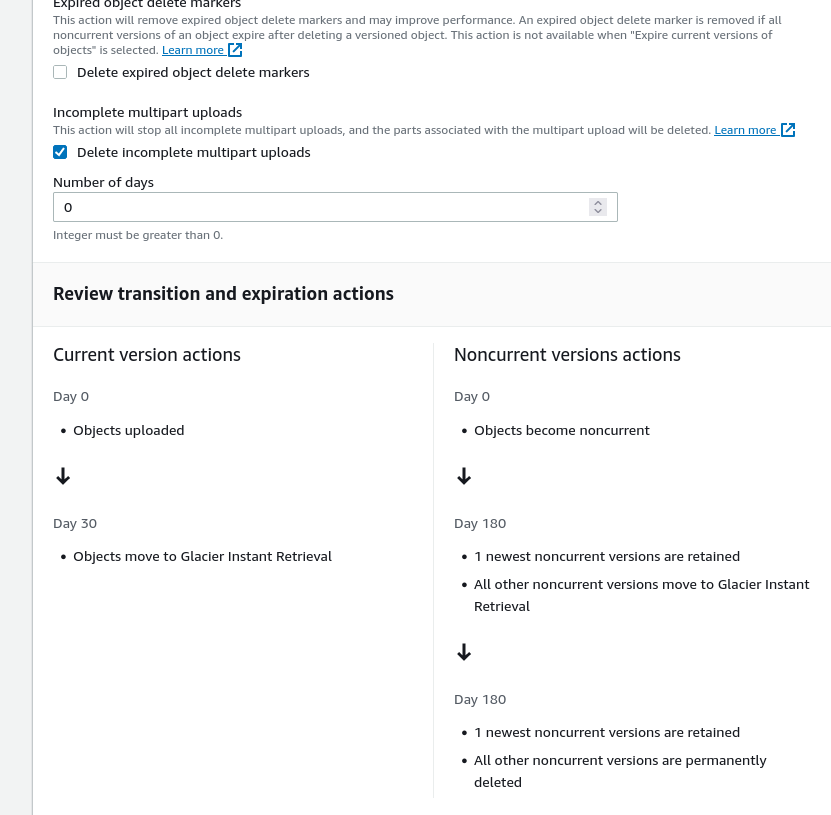 Expired object delete markers
This action will remove expired object delete markers and may improve performance. An expired object delete marker is removed if all
noncurrent versions of an object expire after deleting a versioned object. This action is not available when "Expire current versions of
objects" is selected. Learn more
Delete expired object delete markers
Incomplete multipart uploads
This action will stop all incomplete multipart uploads, and the parts associated with the multipart upload will be deleted. Learn more
Delete incomplete multipart uploads
Number of days
0
Integer must be greater than 0.
Review transition and expiration actions
Current version actions
Day 0
• Objects uploaded
Day 30
• Objects move to Glacier Instant Retrieval
Noncurrent versions actions
Day 0
• Objects become noncurrent
Day 180
• 1 newest noncurrent versions are retained
• All other noncurrent versions move to Glacier Instant
Retrieval
Day 180
• 1 newest noncurrent versions are retained
• All other noncurrent versions are permanently
deleted